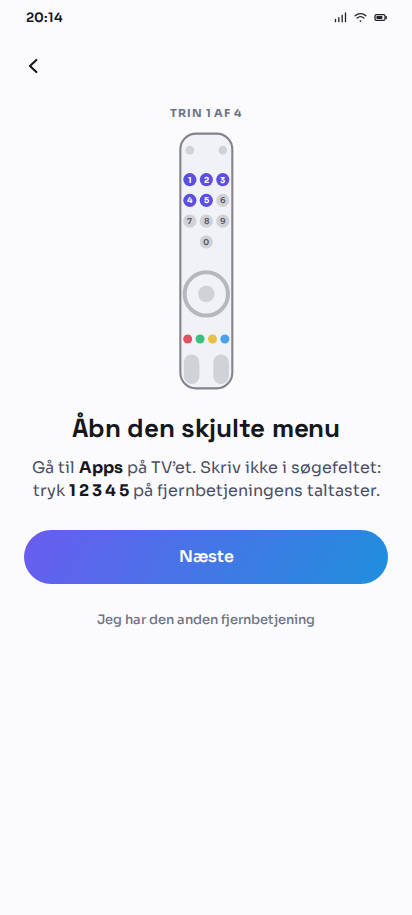 20:14
TRIN 1 AF 4
1 2 3
4 5 6
7 8 9
0
Åbn den skjulte menu
Gå til Apps på TV'et. Skriv ikke i søgefeltet:
tryk 1 2 3 4 5 på fjernbetjeningens taltaster.
Næste
Jeg har den anden fjernbetjening